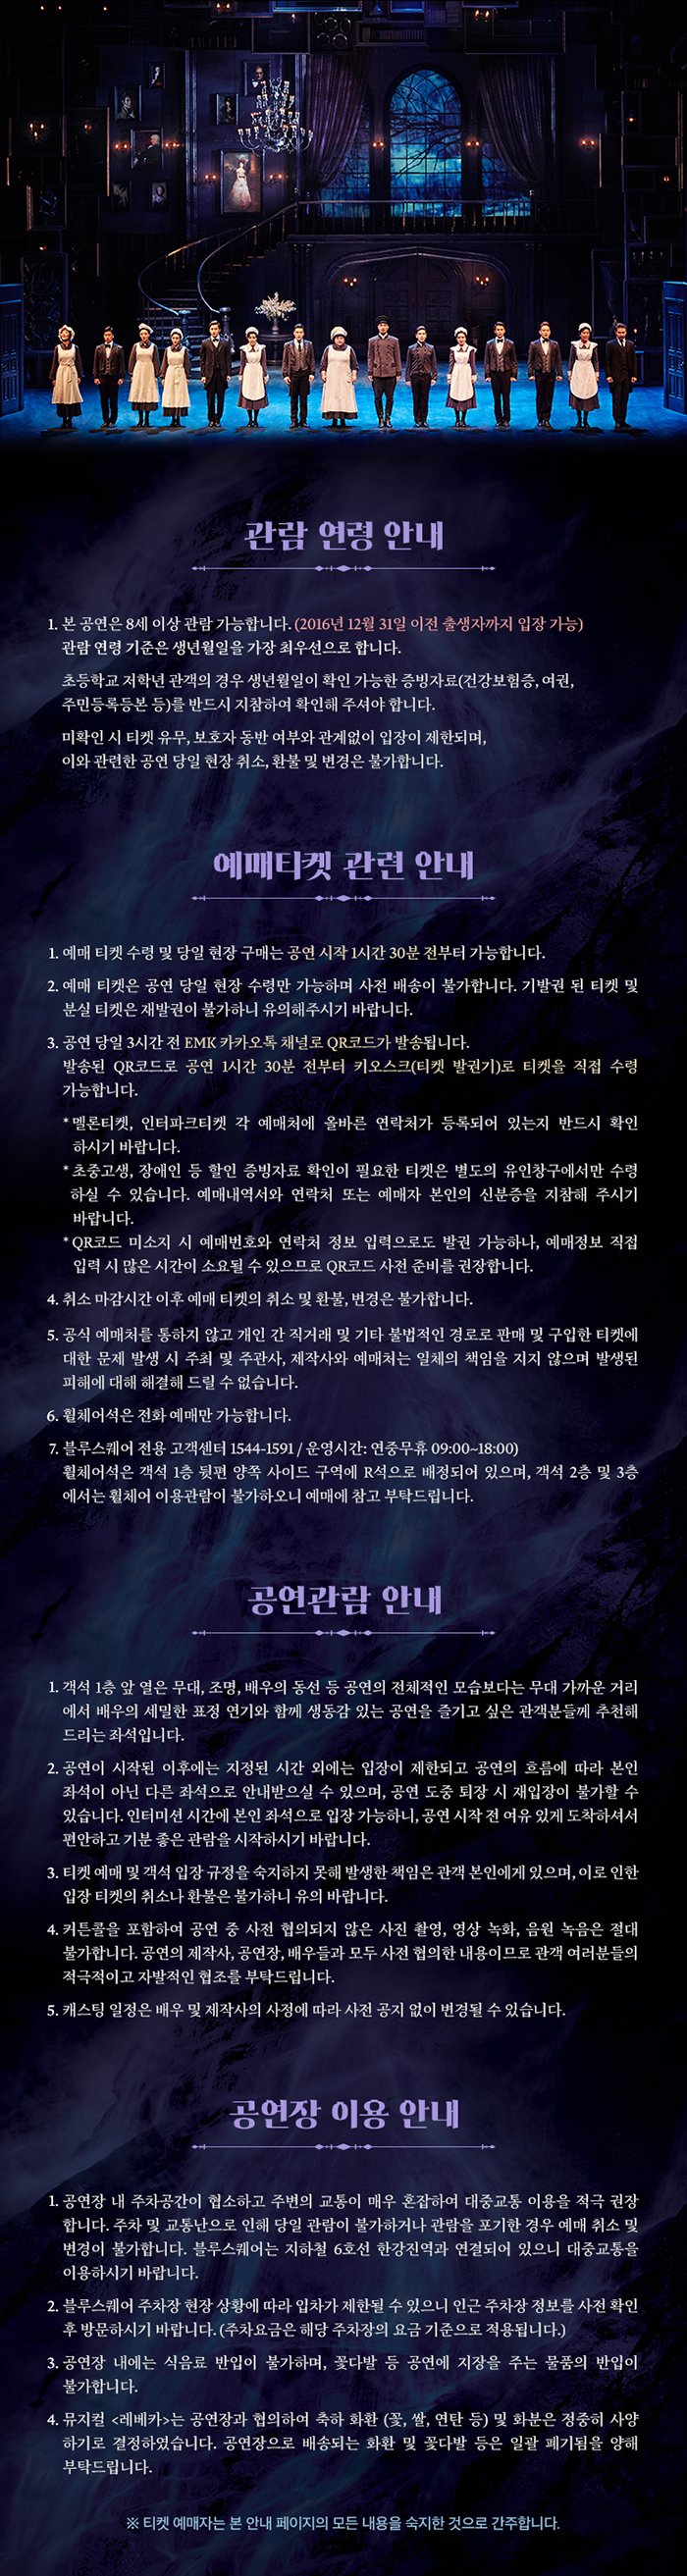 관람 연령 안내
1. 본 공연은 8세 이상 관람 가능합니다. (2016년 12월 31일 이전 출생자까지 입장 가능)
관람 연령 기준은 생년월일을 가장 최우선으로 합니다.
초등학교 저학년 관객의 경우 생년월일이 확인 가능한 증빙자료(건강보험증, 여권,
주민등록등본 등)를 반드시 지참하여 확인해 주셔야 합니다.
미확인 시 티켓 유무, 보호자 동반 여부와 관계없이 입장이 제한되며,
이와 관련한 공연 당일 현장 취소, 환불 및 변경은 불가합니다.
예매티켓 관련 안내
1. 예매 티켓 수령 및 당일 현장 구매는 공연 시작 1시간 30분 전부터 가능합니다.
2. 예매 티켓은 공연 당일 현장 수령만 가능하며 사전 배송이 불가합니다. 기발권 된 티켓 및
분실 티켓은 재발권이 불가하니 유의해주시기 바랍니다.
3. 공연 당일 3시간 전 EMK 카카오톡 채널로 QR코드가 발송됩니다.
발송된 QR코드로 공연 1시간 30분 전부터 키오스크(티켓 발권기)로 티켓을 직접 수령
가능합니다.
* 멜론티켓, 인터파크티켓 각 예매처에 올바른 연락처가 등록되어 있는지 반드시 확인
하시기 바랍니다.
* 초중고생, 장애인 등 할인 증빙자료 확인이 필요한 티켓은 별도의 유인창구에서만 수령
하실 수 있습니다. 예매내역서와 연락처 또는 예매자 본인의 신분증을 지참해 주시기
바랍니다.
* QR코드 미소지 시 예매번호와 연락처 정보 입력으로도 발권 가능하나, 예매정보 직접
입력 시 많은 시간이 소요될 수 있으므로 QR코드 사전 준비를 권장합니다.
4. 취소 마감시간 이후 예매 티켓의 취소 및 환불, 변경은 불가합니다.
5. 공식 예매처를 통하지 않고 개인 간 직거래 및 기타 불법적인 경로로 판매 및 구입한 티켓에
대한 문제 발생 시 주최 및 주관사, 제작사와 예매처는 일체의 책임을 지지 않으며 발생된
피해에 대해 해결해 드릴 수 없습니다.
6. 휠체어석은 전화 예매만 가능합니다.
7. 블루스퀘어 전용 고객센터 1544-1591 / 운영시간: 연중무휴 09:00~18:00)
휠체어석은 객석 1층 뒷편 양쪽 사이드 구역에 R석으로 배정되어 있으며, 객석 2층 및 3층
에서는 휠체어 이용관람이 불가하오니 예매에 참고 부탁드립니다.
공연관람 안내
1. 객석 1층 앞 열은 무대, 조명, 배우의 동선 등 공연의 전체적인 모습보다는 무대 가까운 거리
에서 배우의 세밀한 표정 연기와 함께 생동감 있는 공연을 즐기고 싶은 관객분들께 추천해
드리는 좌석입니다.
2. 공연이 시작된 이후에는 지정된 시간 외에는 입장이 제한되고 공연의 흐름에 따라 본인
좌석이 아닌 다른 좌석으로 안내받으실 수 있으며, 공연 도중 퇴장 시 재입장이 불가할 수
있습니다. 인터미션 시간에 본인 좌석으로 입장 가능하니, 공연 시작 전 여유 있게 도착하셔서
편안하고 기분 좋은 관람을 시작하시기 바랍니다.
3. 티켓 예매 및 객석 입장 규정을 숙지하지 못해 발생한 책임은 관객 본인에게 있으며, 이로 인한
입장 티켓의 취소나 환불은 불가하니 유의 바랍니다.
4. 커튼콜을 포함하여 공연 중 사전 협의되지 않은 사진 촬영, 영상 녹화, 음원 녹음은 절대
불가합니다. 공연의 제작사, 공연장, 배우들과 모두 사전 협의한 내용이므로 관객 여러분들의
적극적이고 자발적인 협조를 부탁드립니다.
5. 캐스팅 일정은 배우 및 제작사의 사정에 따라 사전 공지 없이 변경될 수 있습니다.
공연장 이용 안내
1. 공연장 내 주차공간이 협소하고 주변의 교통이 매우 혼잡하여 대중교통 이용을 적극 권장
합니다. 주차 및 교통난으로 인해 당일 관람이 불가하거나 관람을 포기한 경우 예매 취소 및
변경이 불가합니다. 블루스퀘어는 지하철 6호선 한강진역과 연결되어 있으니 대중교통을
이용하시기 바랍니다.
2. 블루스퀘어 주차장 현장 상황에 따라 입차가 제한될 수 있으니 인근 주차장 정보를 사전 확인
후 방문하시기 바랍니다. (주차요금은 해당 주차장의 요금 기준으로 적용됩니다.)
3. 공연장 내에는 식음료 반입이 불가하며, 꽃다발 등 공연에 지장을 주는 물품의 반입이
불가합니다.
4. 뮤지컬 <레베카>는 공연장과 협의하여 축하 화환 (꽃, 쌀, 연탄 등) 및 화분은 정중히 사양
하기로 결정하였습니다. 공연장으로 배송되는 화환 및 꽃다발 등은 일괄 폐기됨을 양해
부탁드립니다.
※ 티켓 예매자는 본 안내 페이지의 모든 내용을 숙지한 것으로 간주합니다.